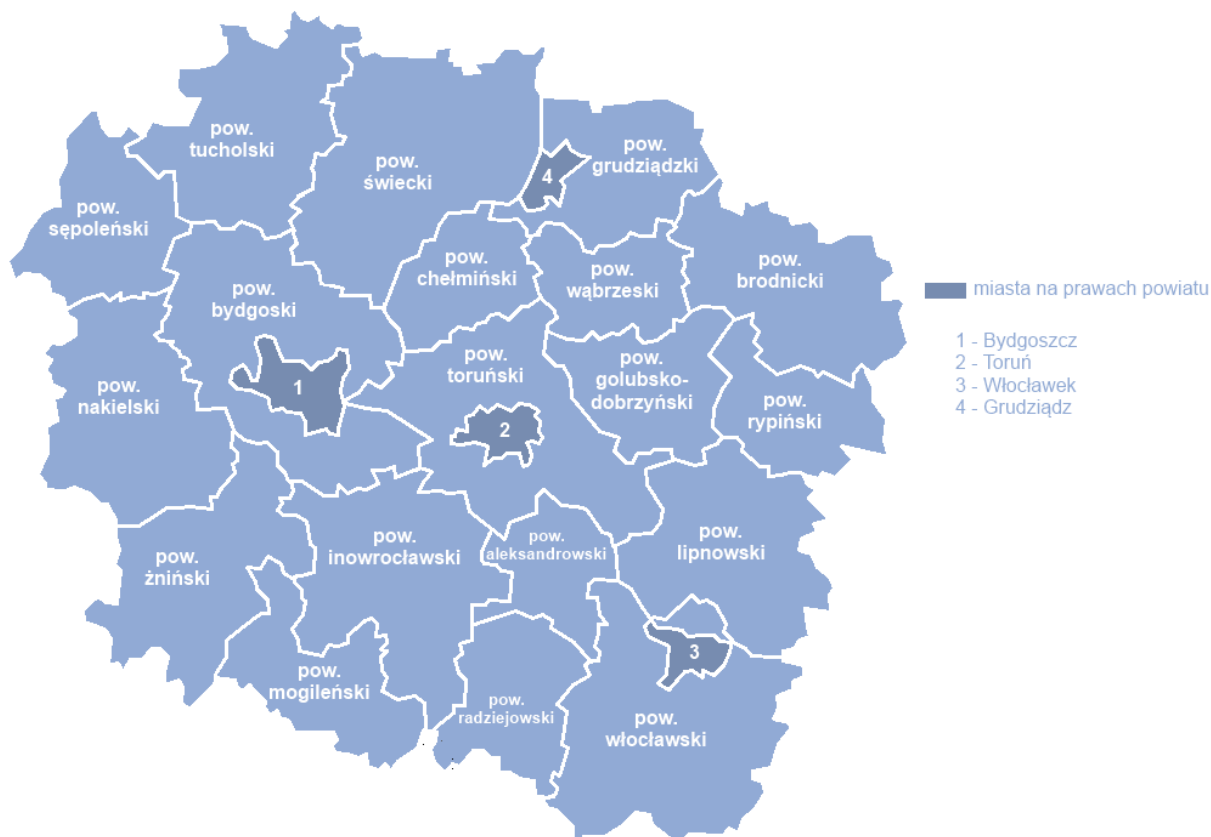 pow.
tucholski
pow.
świecki
pow.
grudziądzki
4
pow.
sępoleński
pow.
chełmiński
pow.
wąbrzeski
pow.
brodnicki
pow.
bydgoski
1
pow.
nakielski
pow.
toruński
2
pow.
golubsko-
dobrzyński
pow.
rypiński
pow.
żniński
pow.
inowrocławski
pow.
aleksandrowski
pow.
lipnowski
pow.
mogileński
pow.
radziejowski
3
pow.
włocławski
miasta na prawach powiatu
1 - Bydgoszcz
2 - Toruń
3 - Włocławek
4 - Grudziądz